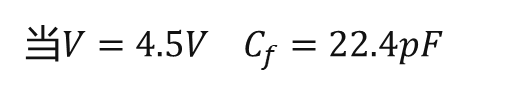 当V = 4.5V C_f = 22.4pF